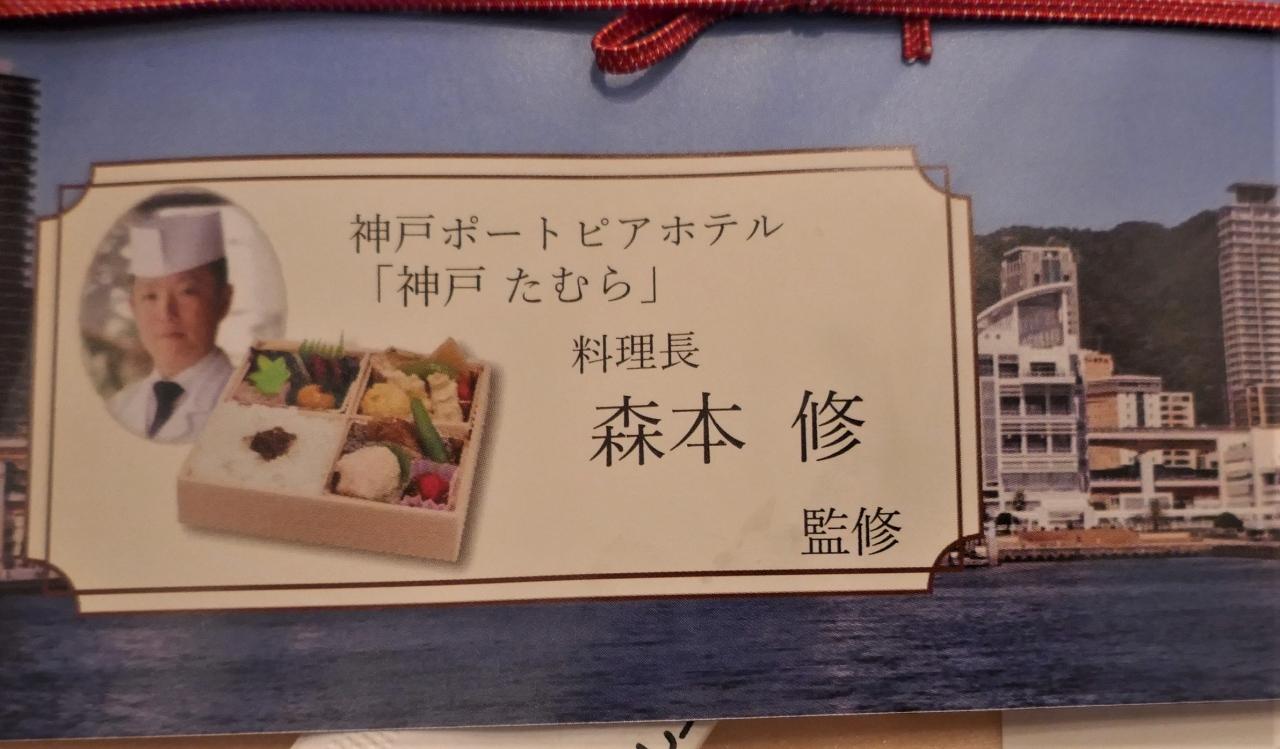 神戸ポートピアホテル
「神戸 たむら」
料理長
森本 修
監修